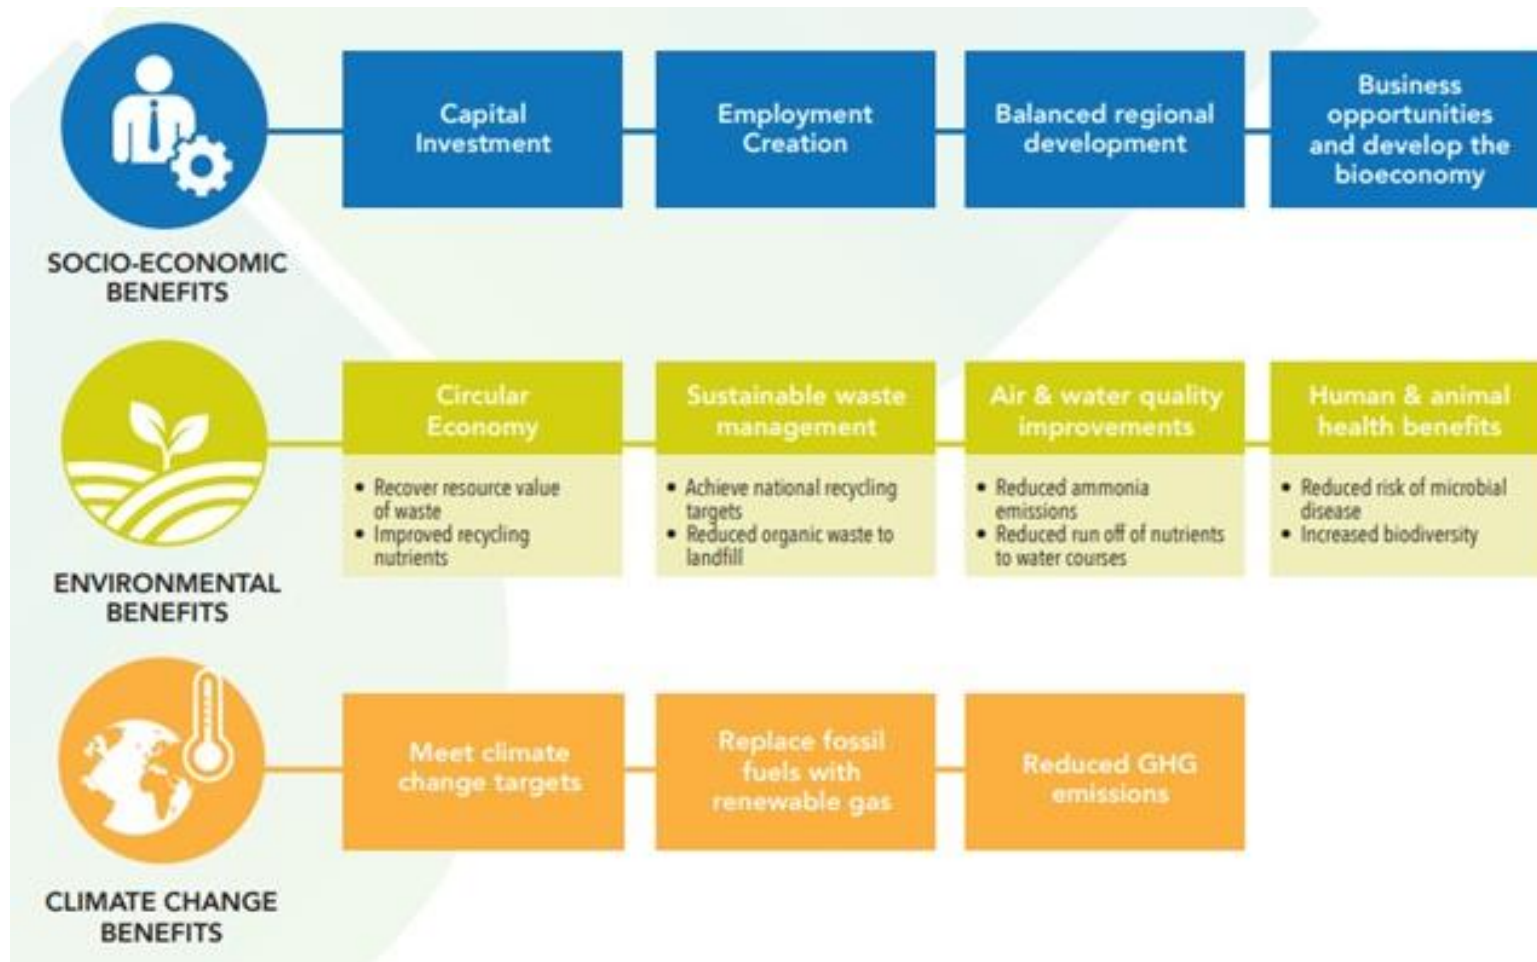 Capital
Investment
Employment
Creation
Balanced regional
development
Business
opportunities
and develop the
bioeconomy
SOCIO-ECONOMIC
BENEFITS
Circular
Economy
• Recover resource value
of waste
• Improved recycling
nutrients
Sustainable waste
management
• Achieve national recycling
targets
• Reduced organic waste to
landfill
Air & water quality
improvements
• Reduced ammonia
emissions
• Reduced run off of nutrients
to water courses
Human & animal
health benefits
• Reduced risk of microbial
disease
• Increased biodiversity
ENVIRONMENTAL
BENEFITS
Meet climate
change targets
Replace fossil
fuels with
renewable gas
Reduced GHG
emissions
CLIMATE CHANGE
BENEFITS